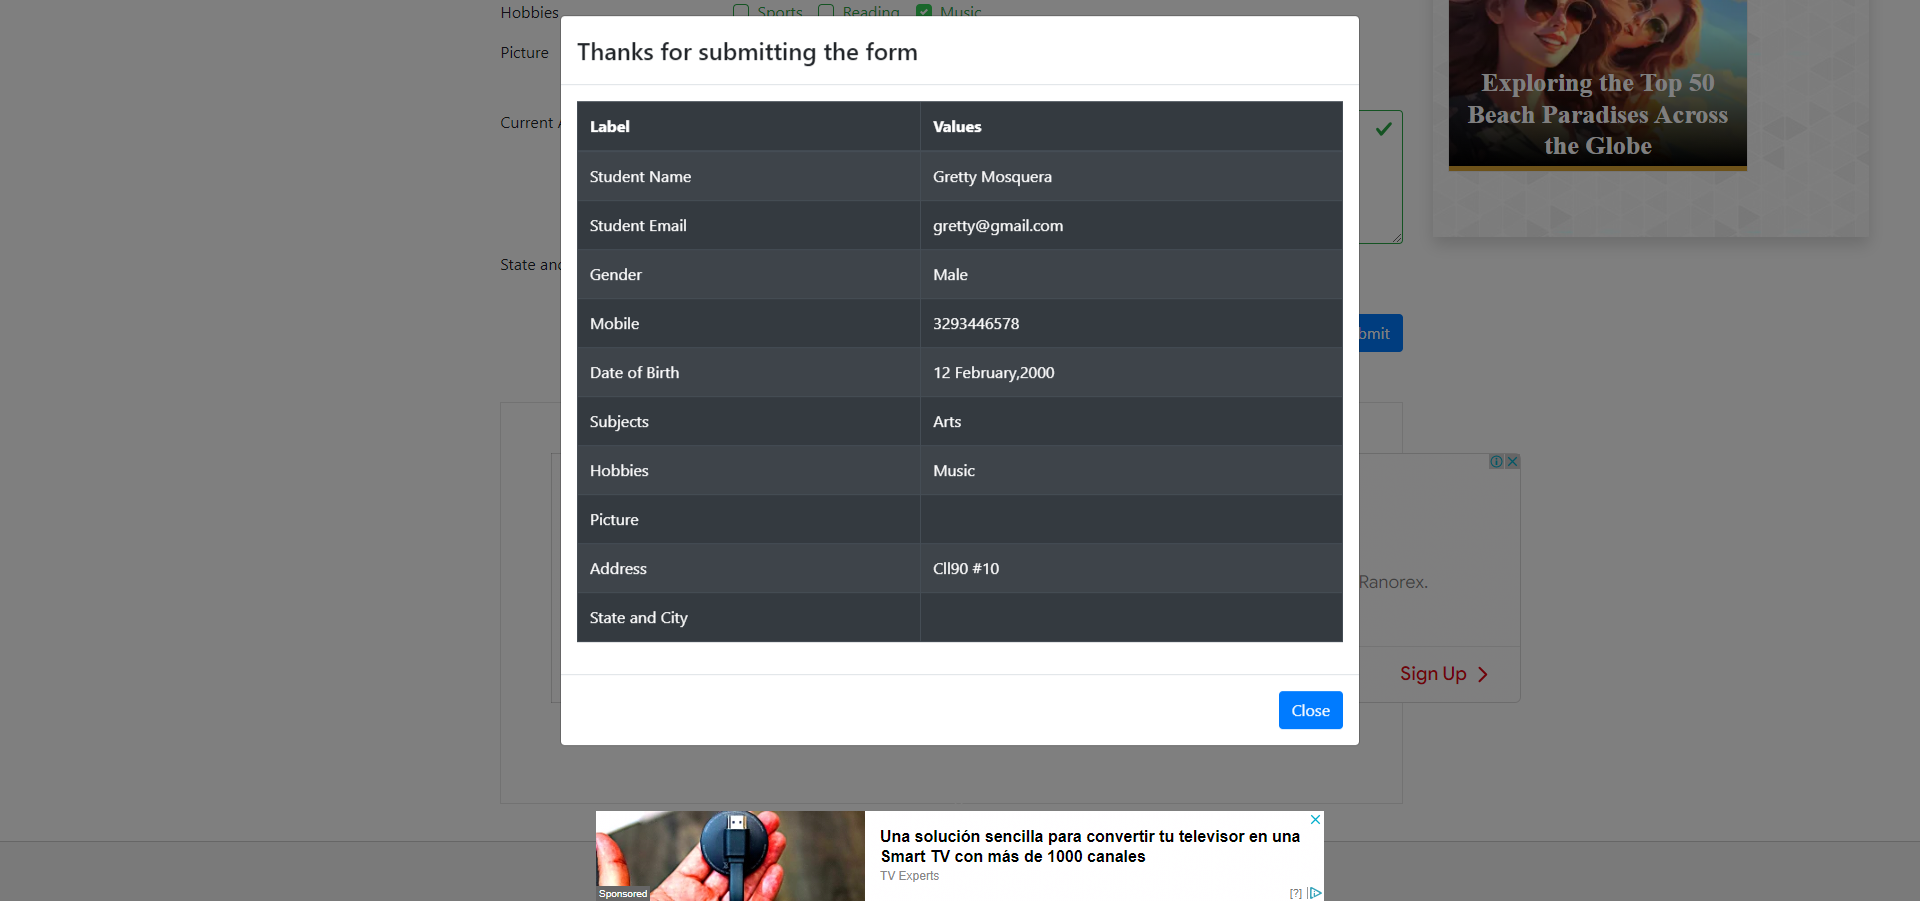 Hobbies
Sports Reading Music
Picture
Current
State and
Thanks for submitting the form
Label Values
Student Name Gretty Mosquera
Student Email gretty@gmail.com
Gender Male
Mobile 3293446578
Date of Birth 12 February,2000
Subjects Arts
Hobbies Music
Picture
Address Cll90 #10
State and City
Close
Exploring the Top 50
Beach Paradises Across
the Globe
bmit
Ranorex.
Sign Up
Una solución sencilla para convertir tu televisor en una
Smart TV con más de 1000 canales
TV Experts
Sponsored
[?]